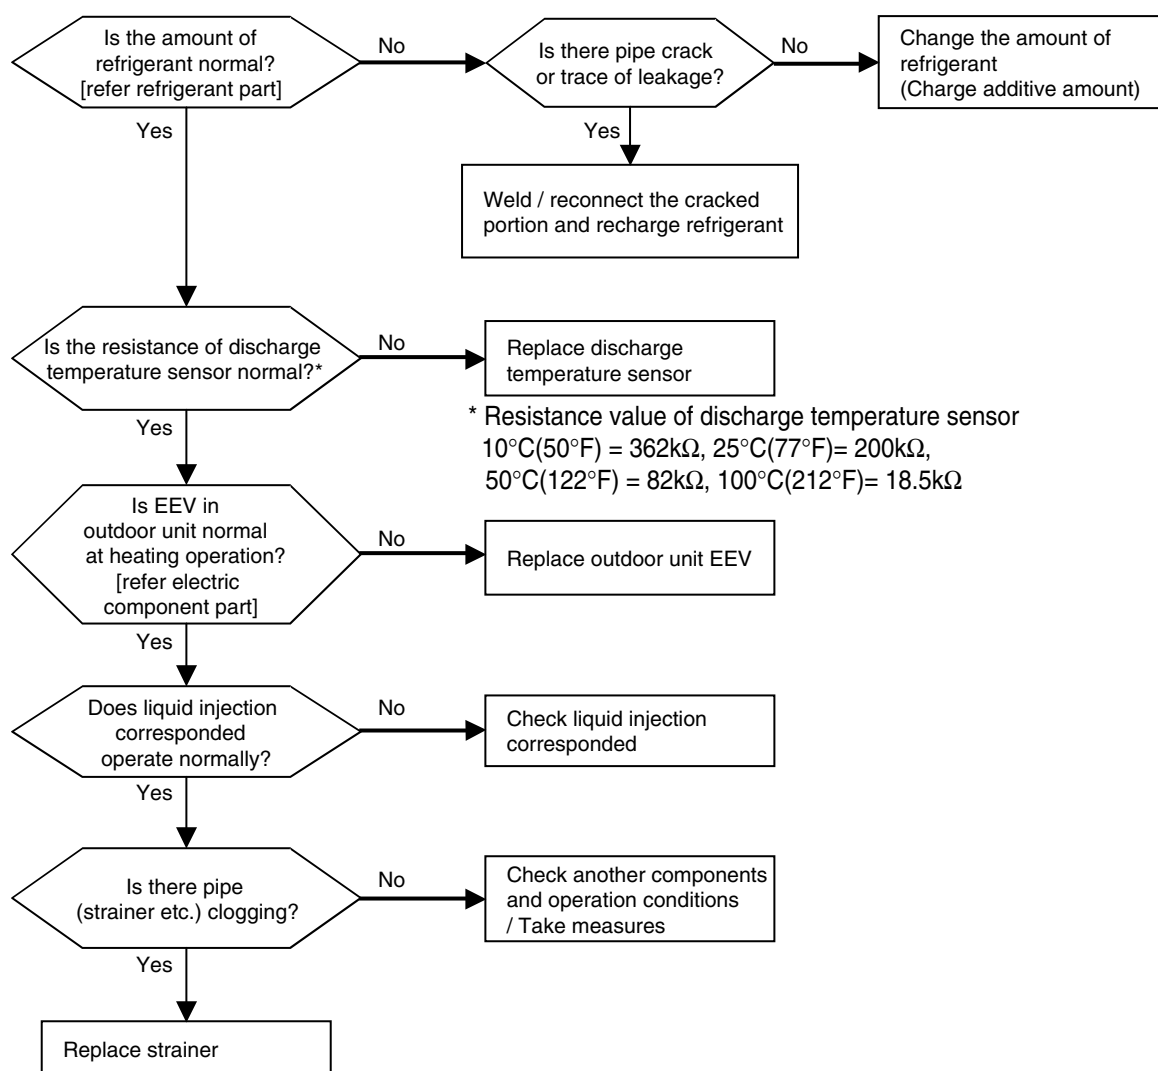 Is the amount of
refrigerant normal?
[refer refrigerant part]
No
Is there pipe crack
or trace of leakage?
No
Change the amount of
refrigerant
(Charge additive amount)
Yes
Yes
Weld / reconnect the cracked
portion and recharge refrigerant
Is the resistance of discharge
temperature sensor normal?*
No
Replace discharge
temperature sensor
Yes
* Resistance value of discharge temperature sensor
10°C(50°F) = 362kΩ, 25°C(77°F)= 200kΩ,
50°C(122°F) = 82kΩ, 100°C(212°F)= 18.5kΩ
Is EEV in
outdoor unit normal
at heating operation?
[refer electric
component part]
No
Replace outdoor unit EEV
Yes
Does liquid injection
corresponded
operate normally?
No
Check liquid injection
corresponded
Yes
Is there pipe
(strainer etc.) clogging?
No
Check another components
and operation conditions
/ Take measures
Yes
Replace strainer